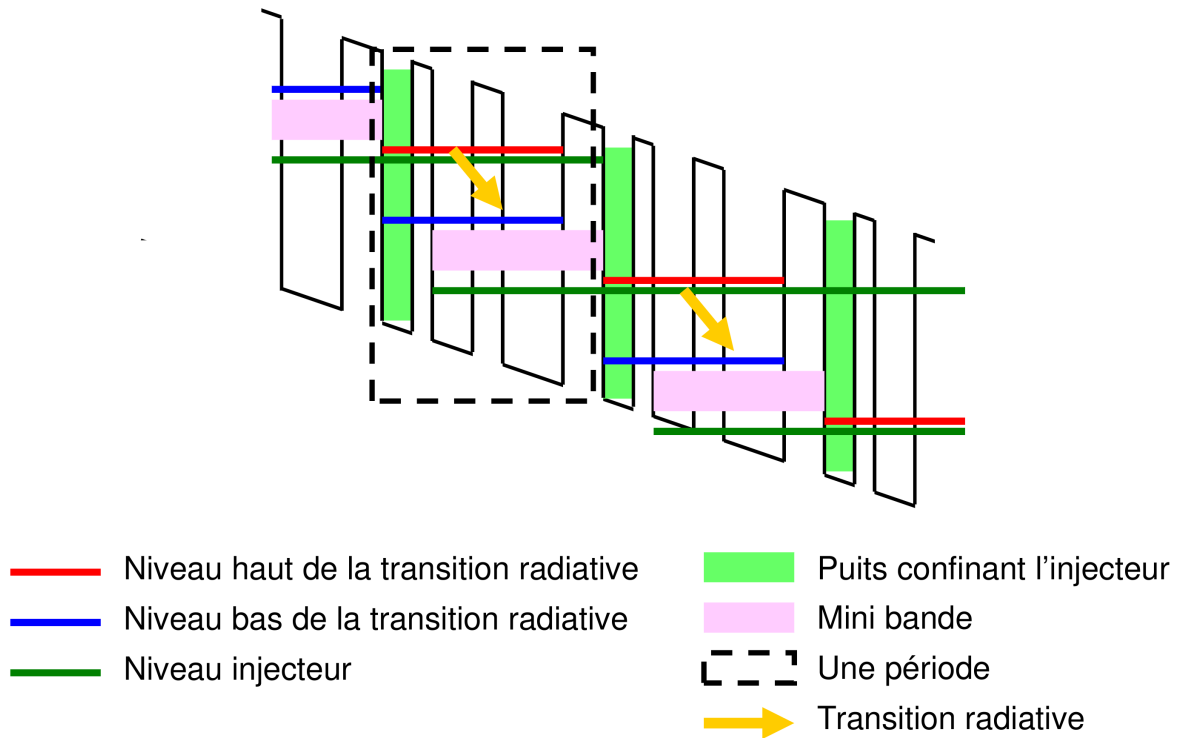 Niveau haut de la transition radiative
Niveau bas de la transition radiative
Niveau injecteur
Puits confinant l'injecteur
Mini bande
Une période
Transition radiative